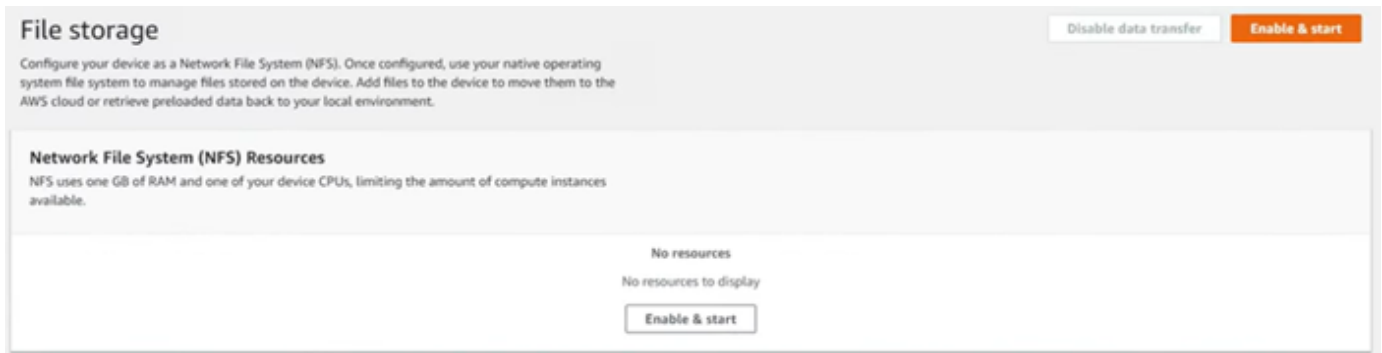 File storage
Disable data transfer
Enable & start
Configure your device as a Network File System (NFS). Once configured, use your native operating
system file system to manage files stored on the device. Add files to the device to move them to the
AWS cloud or retrieve preloaded data back to your local environment.
Network File System (NFS) Resources
NFS uses one GB of RAM and one of your device CPUs, limiting the amount of compute instances
available.
No resources
No resources to display
Enable & start